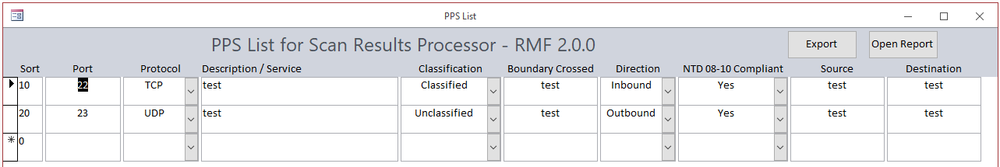 PPS List
PPS List for Scan Results Processor - RMF 2.0.0
Export
Open Report
Sort Port Protocol Description / Service Classification Boundary Crossed Direction NTD 08-10 Compliant Source Destination
10 22 TCP test Classified test Inbound Yes test test
20 23 UDP test Unclassified test Outbound Yes test test
* 0